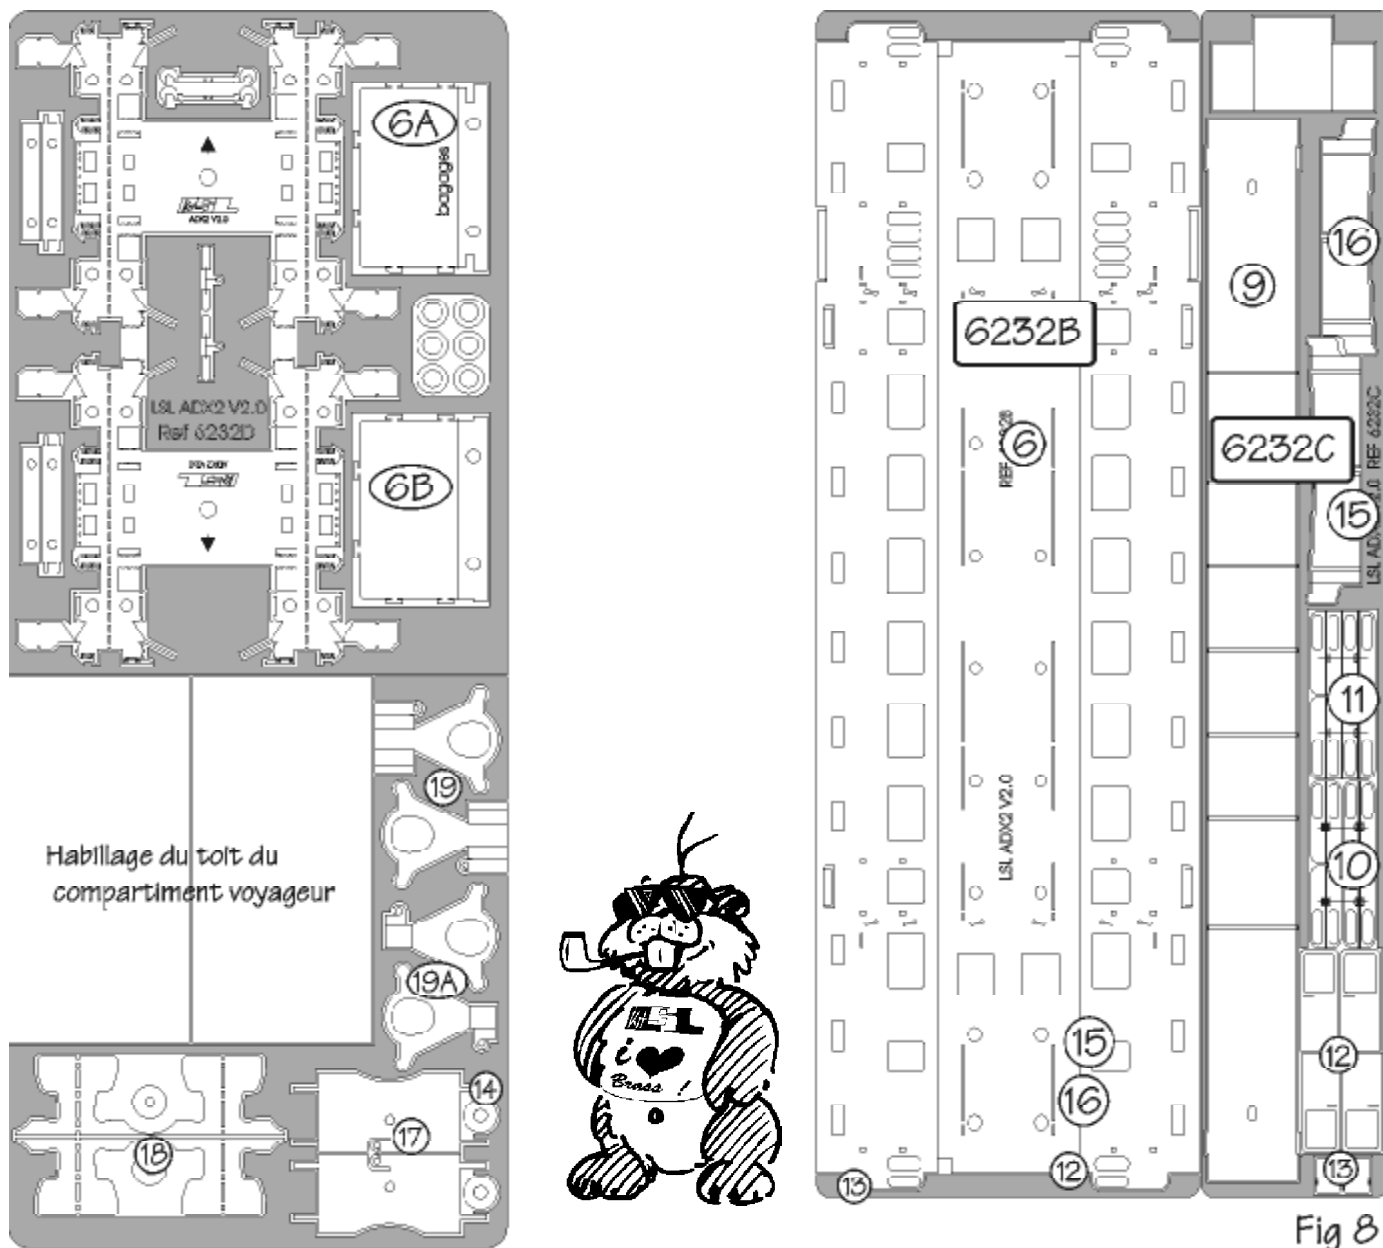 6A
bagages
LSL
ADX2 V2.0
LSL ADX2 V2.0
Ref 6232D
6B
19
Habillage du toit du
compartiment voyageur
19A
14
17
18
LSL
i ♥
Brass !
6232B
6
LSL ADX2 V2.0
15
16
12
13
16
9
6232C
15
REF 6232C
11
10
12
13
Fig 8